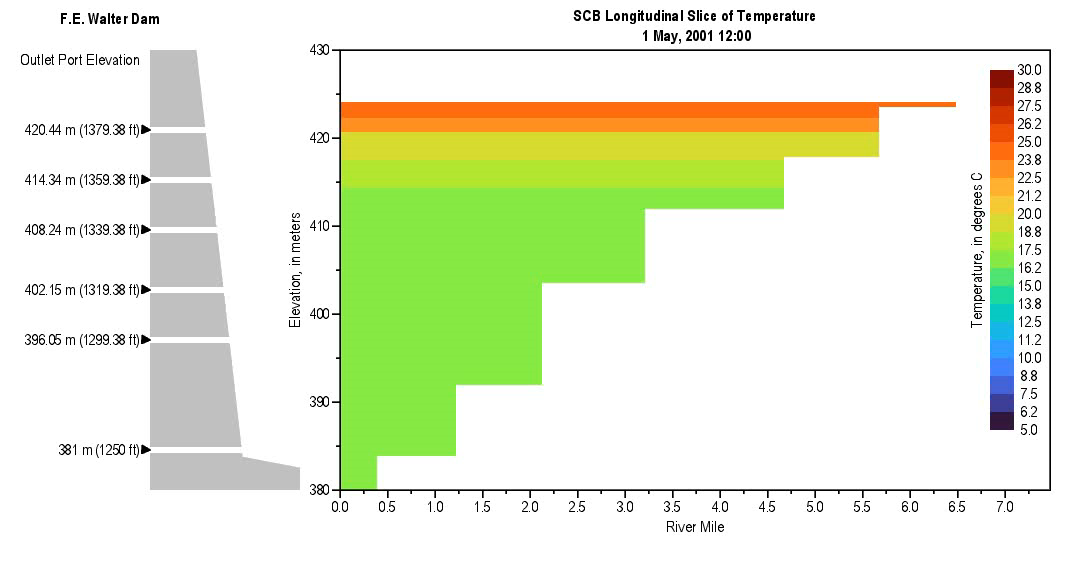 F.E. Walter Dam
Outlet Port Elevation
420.44 m (1379.38 ft)
414.34 m (1359.38 ft)
408.24 m (1339.38 ft)
402.15 m (1319.38 ft)
396.05 m (1299.38 ft)
381 m (1250 ft)
SCB Longitudinal Slice of Temperature
1 May, 2001 12:00
Elevation, in meters
430
420
410
400
390
380
0.0 0.5 1.0 1.5 2.0 2.5 3.0 3.5 4.0 4.5 5.0 5.5 6.0 6.5 7.0
River Mile
Temperature, in degrees C
30.0
28.8
27.5
26.2
25.0
23.8
22.5
21.2
20.0
18.8
17.5
16.2
15.0
13.8
12.5
11.2
10.0
8.8
7.5
6.2
5.0